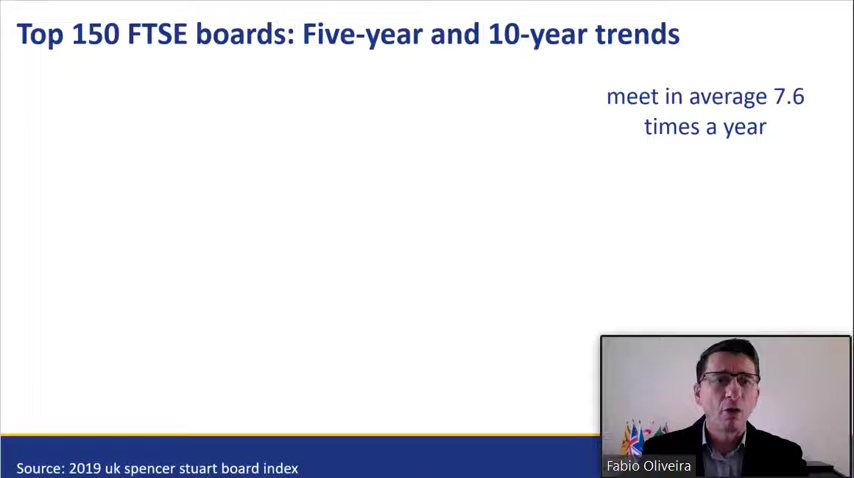 Top 150 FTSE boards: Five-year and 10-year trends
meet in average 7.6
times a year
Source: 2019 uk spencer stuart board index
Fabio Oliveira